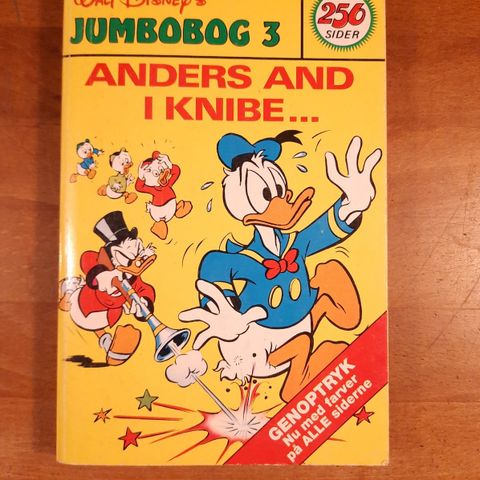 WALT DISNEY'S
JUMBOBOG 3
256
SIDER
ANDERS AND
I KNIBE...
GENOPTRYK
Nu med farver
på ALLE siderne